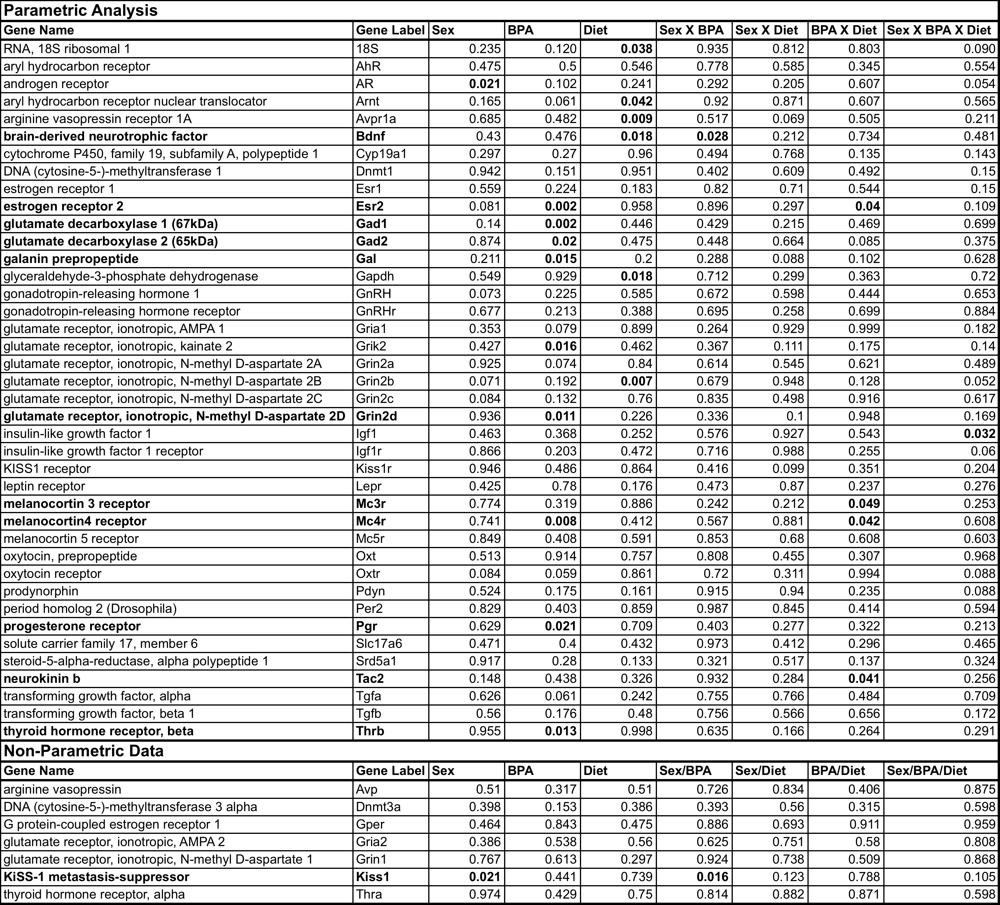 Parametric Analysis
Gene Name Gene Label Sex BPA Diet Sex X BPA Sex X Diet BPA X Diet Sex X BPA X Diet
RNA, 18S ribosomal 1 18S 0.235 0.120 0.038 0.935 0.812 0.803 0.090
aryl hydrocarbon receptor AhR 0.475 0.5 0.546 0.778 0.585 0.345 0.554
androgen receptor AR 0.021 0.102 0.241 0.292 0.205 0.607 0.054
aryl hydrocarbon receptor nuclear translocator Arnt 0.165 0.061 0.042 0.92 0.871 0.607 0.565
arginine vasopressin receptor 1A Avpr1a 0.685 0.482 0.009 0.517 0.069 0.505 0.211
brain-derived neurotrophic factor Bdnf 0.43 0.476 0.018 0.028 0.212 0.734 0.481
cytochrome P450, family 19, subfamily A, polypeptide 1 Cyp19a1 0.297 0.27 0.96 0.494 0.768 0.135 0.143
DNA (cytosine-5-)-methyltransferase 1 Dnmt1 0.942 0.151 0.951 0.402 0.609 0.492 0.15
estrogen receptor 1 Esr1 0.559 0.224 0.183 0.82 0.71 0.544 0.15
estrogen receptor 2 Esr2 0.081 0.002 0.958 0.896 0.297 0.04 0.109
glutamate decarboxylase 1 (67kDa) Gad1 0.14 0.002 0.446 0.429 0.215 0.469 0.699
glutamate decarboxylase 2 (65kDa) Gad2 0.874 0.02 0.475 0.448 0.664 0.085 0.375
galanin prepropeptide Gal 0.211 0.015 0.2 0.288 0.088 0.102 0.628
glyceraldehyde-3-phosphate dehydrogenase Gapdh 0.549 0.929 0.018 0.712 0.299 0.363 0.72
gonadotropin-releasing hormone 1 GnRH 0.073 0.225 0.585 0.672 0.598 0.444 0.653
gonadotropin-releasing hormone receptor GnRHr 0.677 0.213 0.388 0.695 0.258 0.699 0.884
glutamate receptor, ionotropic, AMPA 1 Gria1 0.353 0.079 0.899 0.264 0.929 0.999 0.182
glutamate receptor, ionotropic, kainate 2 Grik2 0.427 0.016 0.462 0.367 0.111 0.175 0.14
glutamate receptor, ionotropic, N-methyl D-aspartate 2A Grin2a 0.925 0.074 0.84 0.614 0.545 0.621 0.489
glutamate receptor, ionotropic, N-methyl D-aspartate 2B Grin2b 0.071 0.192 0.007 0.679 0.948 0.128 0.052
glutamate receptor, ionotropic, N-methyl D-aspartate 2C Grin2c 0.084 0.132 0.76 0.835 0.498 0.916 0.617
glutamate receptor, ionotropic, N-methyl D-aspartate 2D Grin2d 0.936 0.011 0.226 0.336 0.1 0.948 0.169
insulin-like growth factor 1 Igf1 0.463 0.368 0.252 0.576 0.927 0.543 0.032
insulin-like growth factor 1 receptor Igf1r 0.866 0.203 0.472 0.716 0.988 0.255 0.06
KISS1 receptor Kiss1r 0.946 0.486 0.864 0.416 0.099 0.351 0.204
leptin receptor Lepr 0.425 0.78 0.176 0.473 0.87 0.237 0.276
melanocortin 3 receptor Mc3r 0.774 0.319 0.886 0.242 0.212 0.049 0.253
melanocortin4 receptor Mc4r 0.741 0.008 0.412 0.567 0.881 0.042 0.608
melanocortin 5 receptor Mc5r 0.849 0.408 0.591 0.853 0.68 0.608 0.603
oxytocin, prepropeptide Oxt 0.513 0.914 0.757 0.808 0.455 0.307 0.968
oxytocin receptor Oxtr 0.084 0.059 0.861 0.72 0.311 0.994 0.088
prodynorphin Pdyn 0.524 0.175 0.161 0.915 0.94 0.235 0.088
period homolog 2 (Drosophila) Per2 0.829 0.403 0.859 0.987 0.845 0.414 0.594
progesterone receptor Pgr 0.629 0.021 0.709 0.403 0.277 0.322 0.213
solute carrier family 17, member 6 Slc17a6 0.471 0.4 0.432 0.973 0.412 0.296 0.465
steroid-5-alpha-reductase, alpha polypeptide 1 Srd5a1 0.917 0.28 0.133 0.321 0.517 0.137 0.324
neurokinin b Tac2 0.148 0.438 0.326 0.932 0.284 0.041 0.256
transforming growth factor, alpha Tgfa 0.626 0.061 0.242 0.755 0.766 0.484 0.709
transforming growth factor, beta 1 Tgfb 0.56 0.176 0.48 0.756 0.566 0.656 0.172
thyroid hormone receptor, beta Thrb 0.955 0.013 0.998 0.635 0.166 0.264 0.291
Non-Parametric Data
Gene Name Gene Label Sex BPA Diet Sex/BPA Sex/Diet BPA/Diet Sex/BPA/Diet
arginine vasopressin Avp 0.51 0.317 0.51 0.726 0.834 0.406 0.875
DNA (cytosine-5-)-methyltransferase 3 alpha Dnmt3a 0.398 0.153 0.386 0.393 0.56 0.315 0.598
G protein-coupled estrogen receptor 1 Gper 0.464 0.843 0.475 0.886 0.693 0.911 0.959
glutamate receptor, ionotropic, AMPA 2 Gria2 0.386 0.538 0.56 0.625 0.751 0.58 0.808
glutamate receptor, ionotropic, N-methyl D-aspartate 1 Grin1 0.767 0.613 0.297 0.924 0.738 0.509 0.868
KiSS-1 metastasis-suppressor Kiss1 0.021 0.441 0.739 0.016 0.123 0.788 0.105
thyroid hormone receptor, alpha Thra 0.974 0.429 0.75 0.814 0.882 0.871 0.598